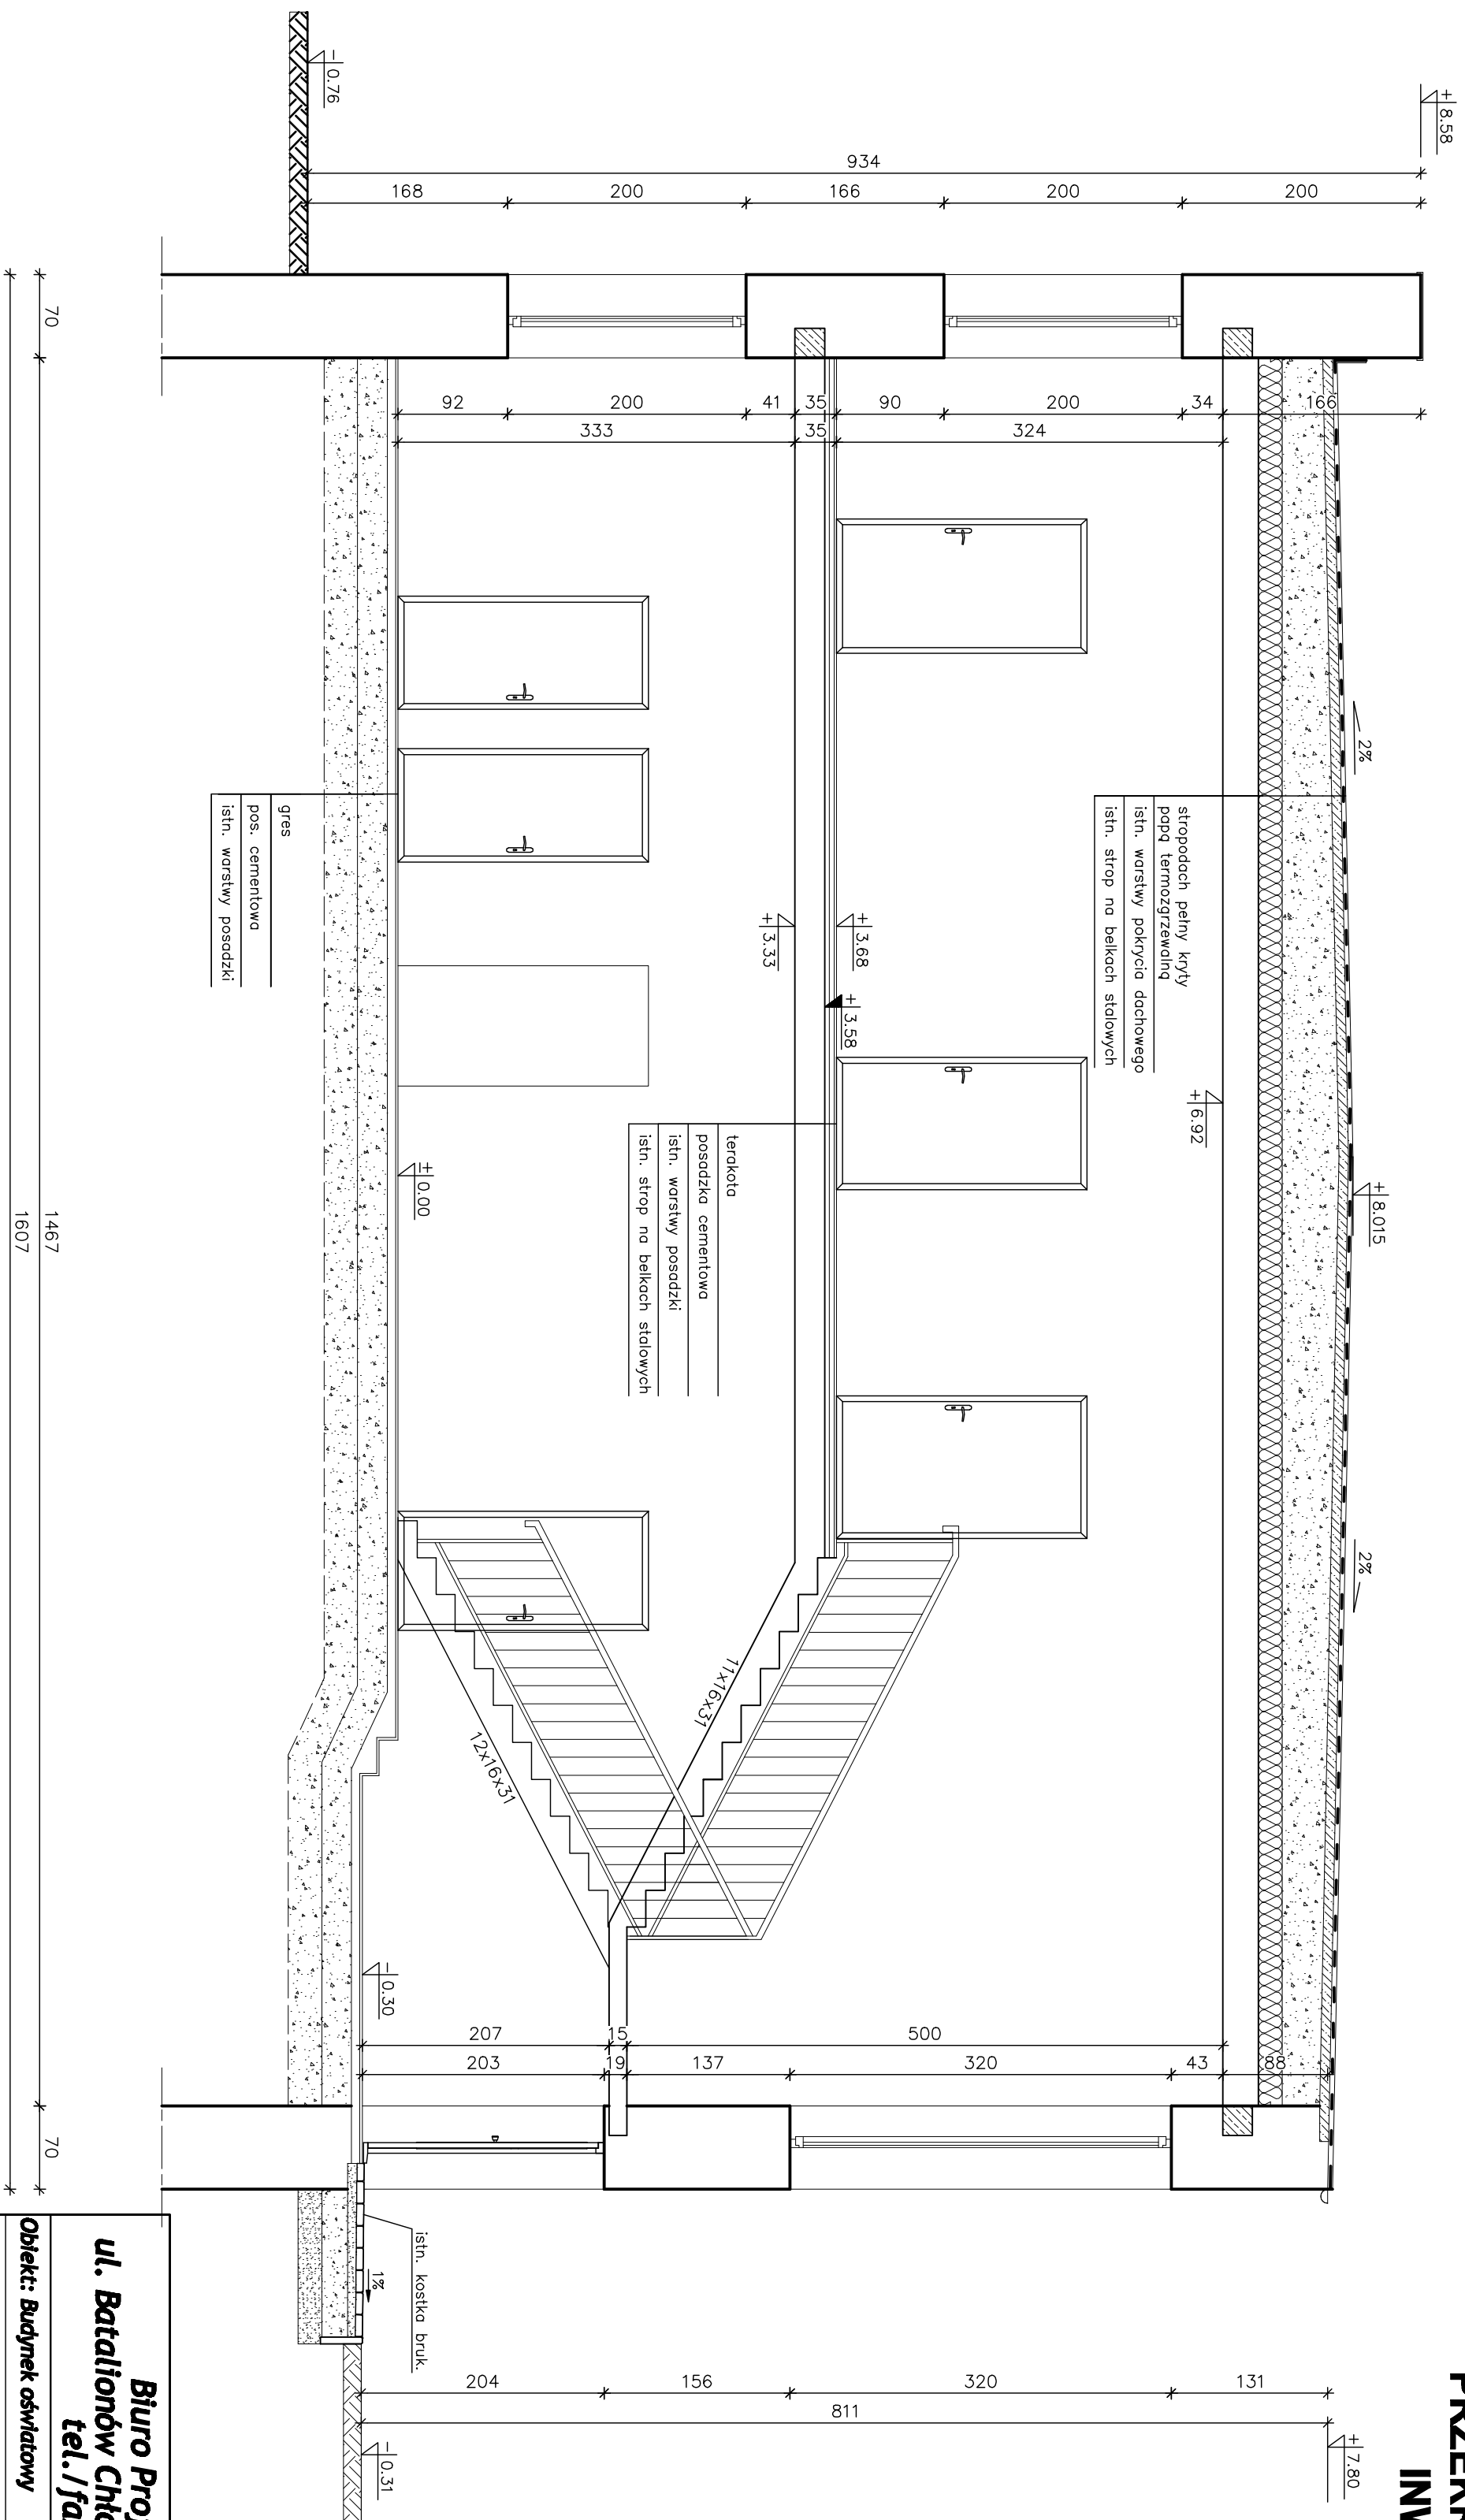 PRZEKR
INW
+8.58
-0.76
934
168
200
166
200
200
70
92
200
41
35
90
200
34
166
333
35
324
2%
stropodach pełny kryty
papą termozgrzewalną
istn. warstwy pokrycia dachowego
istn. strop na belkach stalowych
+6.92
+8.015
2%
+3.68
+3.33
+3.58
terakota
posadzka cementowa
istn. warstwy posadzki
istn. strop na belkach stalowych
±0.00
gres
pos. cementowa
istn. warstwy posadzki
11x16x31
12x16x31
-0.30
207
15
500
203
19
137
320
43
88
1467
1607
70
istn. kostka bruk.
1%
204
156
320
131
811
+7.80
-0.31
Biuro Proj
ul. Batalionów Chło
tel./fa
Obiekt: Budynek oświatowy